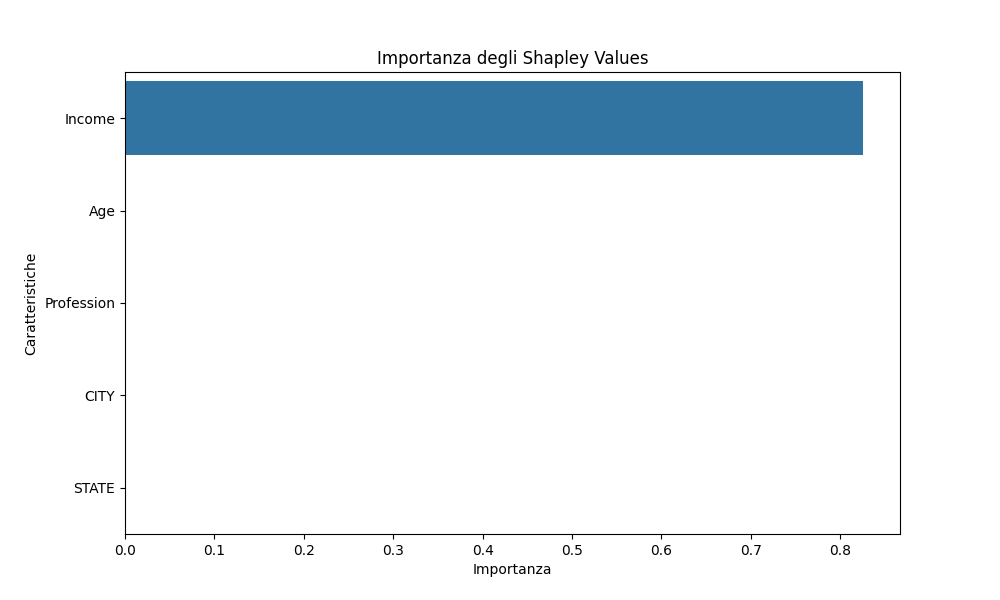 Importanza degli Shapley Values
Income
Age
Profession
CITY
STATE
Caratteristiche
0.0 0.1 0.2 0.3 0.4 0.5 0.6 0.7 0.8
Importanza